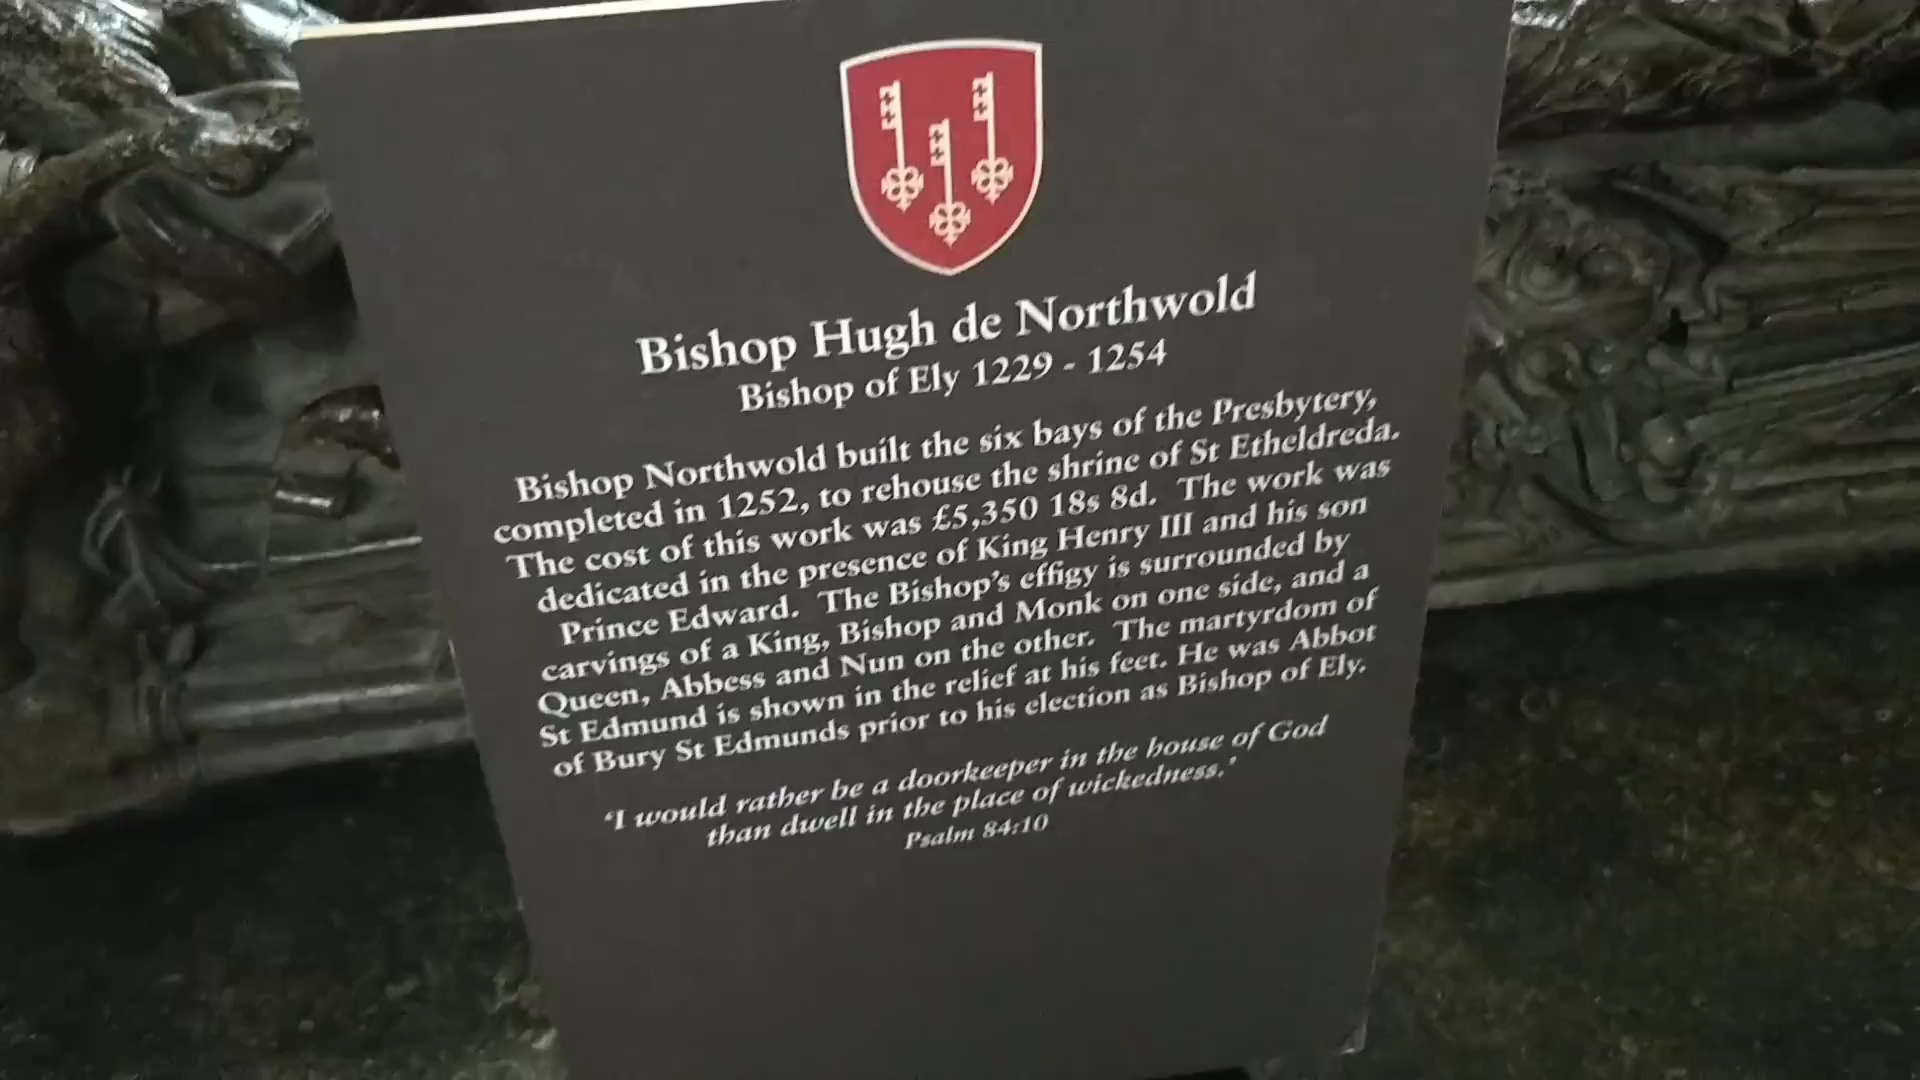 Bishop Hugh de Northwold
Bishop of Ely 1229 - 1254
Bishop Northwold built the six bays of the Presbytery,
completed in 1252, to rehouse the shrine of St Etheldreda.
The cost of this work was £5,350 18s 8d. The work was
dedicated in the presence of King Henry III and his son
Prince Edward. The Bishop's effigy is surrounded by
carvings of a King, Bishop and Monk on one side, and a
Queen, Abbess and Nun on the other. The martyrdom of
St Edmund is shown in the relief at his feet. He was Abbot
of Bury St Edmunds prior to his election as Bishop of Ely.
'I would rather be a doorkeeper in the house of God
than dwell in the place of wickedness.'
Psalm 84:10